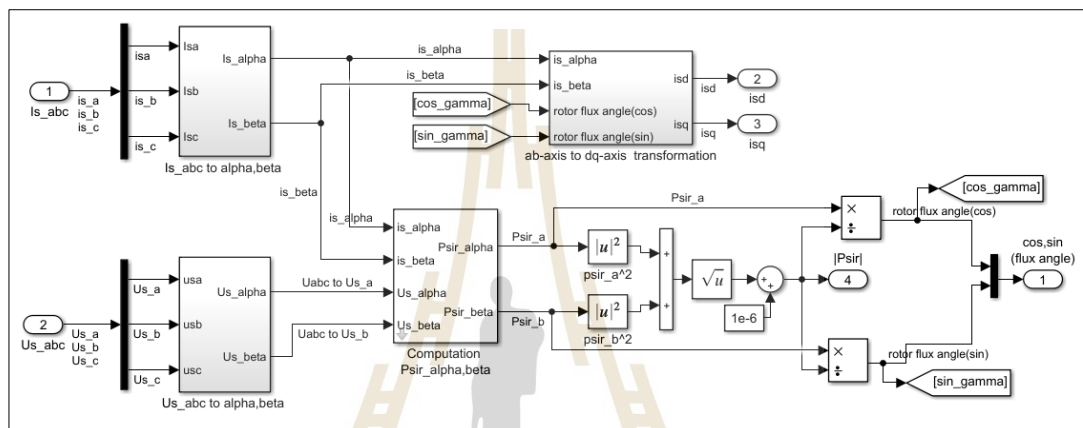 1
Is_abc
is_a
is_b
is_c
isa
is_b
is_c
Isa
Isb
Isc
Is_alpha
Is_beta
Is_abc to alpha,beta
is_alpha
is_beta
[cos_gamma]
[sin_gamma]
is_alpha
is_beta
rotor flux angle(cos)
rotor flux angle(sin)
isd
isq
ab-axis to dq-axis transformation
isd
isq
2
isd
3
isq
is_beta
is_alpha
2
Us_abc
Us_a
Us_b
Us_c
Us_a
Us_b
Us_c
usa
usb
usc
Us_alpha
Us_beta
Us_abc to alpha,beta
Uabc to Us_a
Uabc to Us_b
is_alpha
is_beta
Us_alpha
Us_beta
Psir_alpha
Psir_beta
Computation
Psir_alpha,beta
Psir_a
Psir_b
Psir_a
|u|²
psir_a^2
|u|²
psir_b^2
+
+
√u
+
+
1e-6
×
÷
×
÷
[cos_gamma]
rotor flux angle(cos)
|Psir|
4
cos,sin
(flux angle)
1
rotor flux angle(sin)
[sin_gamma]